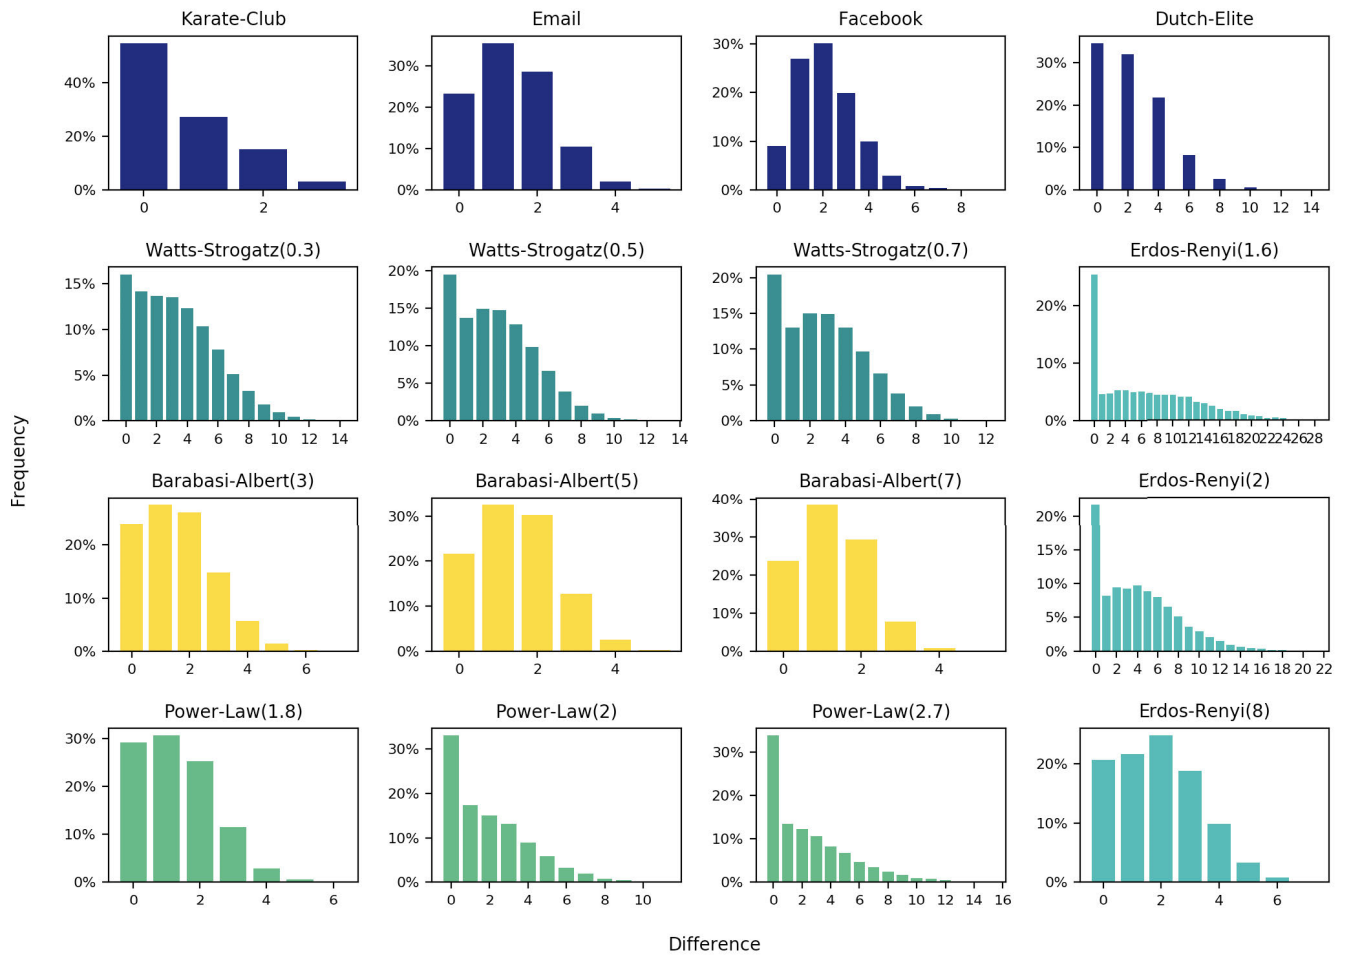 Karate-Club Email Facebook Dutch-Elite
40% 20% 0% 0 2
30% 20% 10% 0% 0 2 4
30% 20% 10% 0% 0 2 4 6 8
30% 20% 10% 0% 0 2 4 6 8 10 12 14
Watts-Strogatz(0.3) Watts-Strogatz(0.5) Watts-Strogatz(0.7) Erdos-Renyi(1.6)
15% 10% 5% 0% 0 2 4 6 8 10 12 14
20% 15% 10% 5% 0% 0 2 4 6 8 10 12 14
20% 15% 10% 5% 0% 0 2 4 6 8 10 12
20% 10% 0% 0 2 4 6 8 10 12 14 16 18 20 22 24 26 28
Frequency
Barabasi-Albert(3) Barabasi-Albert(5) Barabasi-Albert(7) Erdos-Renyi(2)
20% 10% 0% 0 2 4 6
30% 20% 10% 0% 0 2 4
40% 30% 20% 10% 0% 0 2 4
20% 15% 10% 5% 0% 0 2 4 6 8 10 12 14 16 18 20 22
Power-Law(1.8) Power-Law(2) Power-Law(2.7) Erdos-Renyi(8)
30% 20% 10% 0% 0 2 4 6
30% 20% 10% 0% 0 2 4 6 8 10
30% 20% 10% 0% 0 2 4 6 8 10 12 14 16
20% 10% 0% 0 2 4 6
Difference